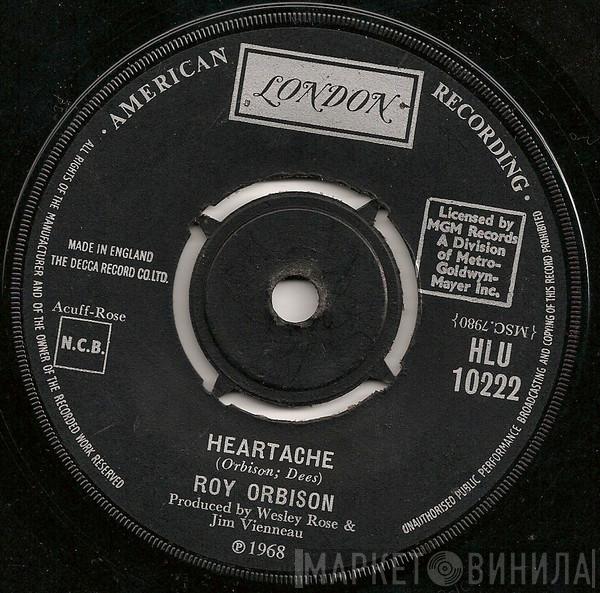 · AMERICAN RECORDING ·
LONDON
ALL RIGHTS OF THE MANUFACTURER AND OF THE OWNER OF THE RECORDED WORK RESERVED
UNAUTHORISED PUBLIC PERFORMANCE BROADCASTING AND COPYING OF THIS RECORD PROHIBITED
MADE IN ENGLAND
THE DECCA RECORD CO.LTD.
Acuff-Rose
N.C.B.
Licensed by
MGM Records
A Division
of Metro-
Goldwyn-
Mayer Inc.
{MSC.7980}
HLU
10222
HEARTACHE
(Orbison; Dees)
ROY ORBISON
Produced by Wesley Rose &
Jim Vienneau
℗ 1968
МАРКЕТ ВИНИЛА